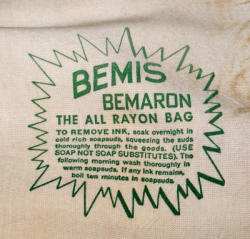 BEMIS
BEMARON
THE ALL RAYON BAG
TO REMOVE INK, soak overnight in
cold rich soapsuds, squeezing the suds
thoroughly through the goods. (USE
SOAP NOT SOAP SUBSTITUTES). The
following morning wash thoroughly in
warm soapsuds. If any ink remains,
boil ten minutes in soapsuds.